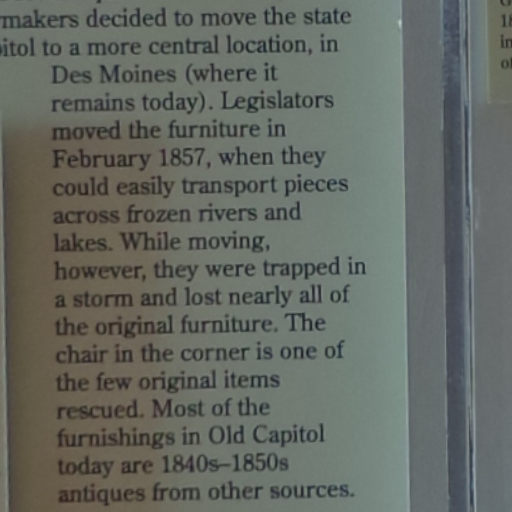 makers decided to move the state
to a more central location, in
Des Moines (where it
remains today). Legislators
moved the furniture in
February 1857, when they
could easily transport pieces
across frozen rivers and
lakes. While moving,
however, they were trapped in
a storm and lost nearly all of
the original furniture. The
chair in the corner is one of
the few original items
rescued. Most of the
furnishings in Old Capitol
today are 1840s–1850s
antiques from other sources.